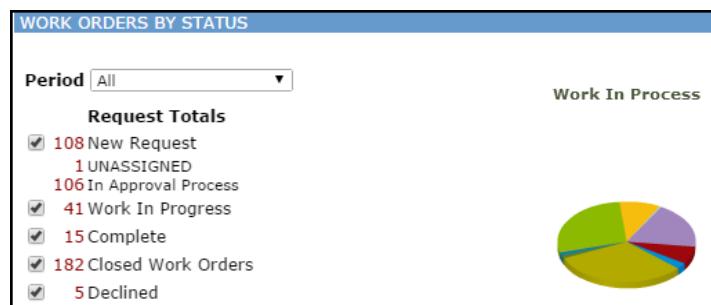 WORK ORDERS BY STATUS
Period All
Work In Process
Request Totals
108 New Request
1 UNASSIGNED
106 In Approval Process
41 Work In Progress
15 Complete
182 Closed Work Orders
5 Declined